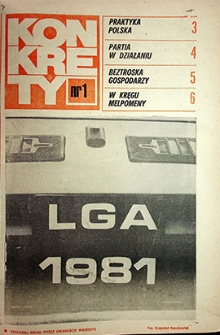 KON
KRE
TY
nr 1
PRAKTYKA
POLSKA 3
PARTIA
W DZIAŁANIU 4
BEZTROSKA
GOSPODARZY 5
W KRĘGU
MELPOMENY 6
LGA
1981